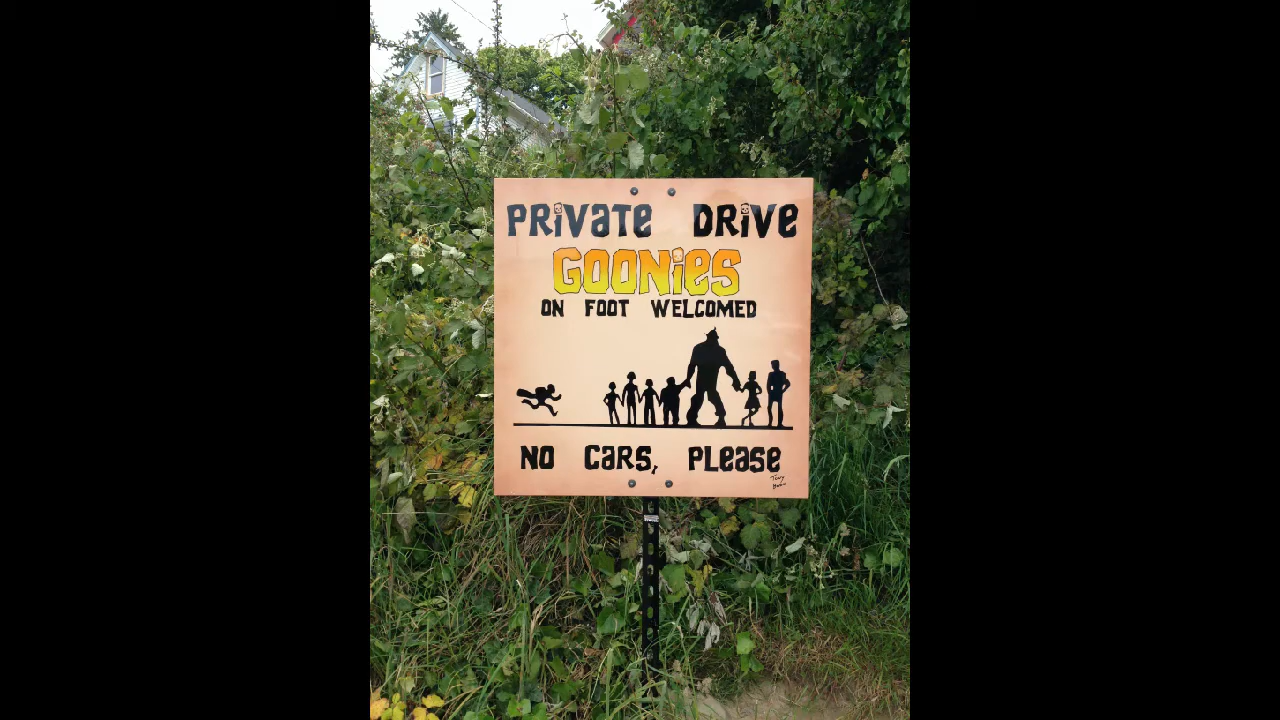 PRiVATE DRiVE
GOONiES
ON FOOT WELCOMED
NO CARS, PLEASE